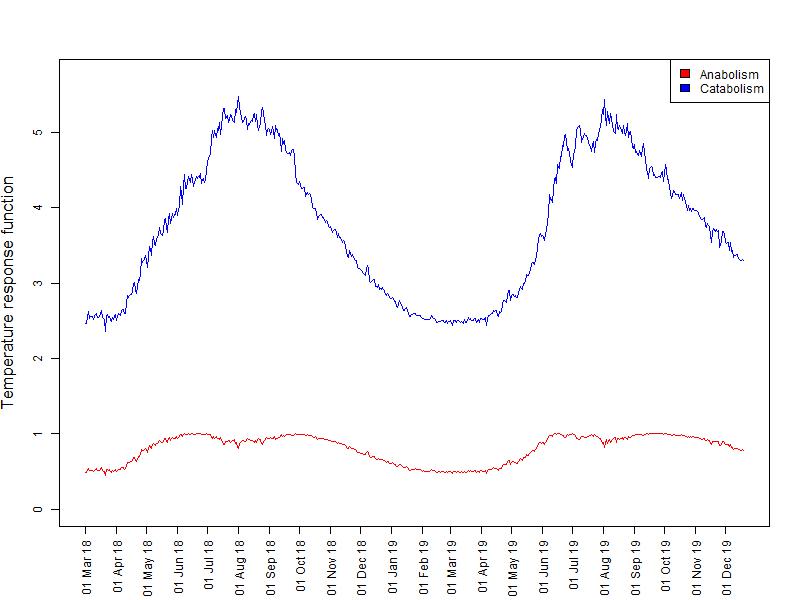 Anabolism
Catabolism
Temperature response function
5
4
3
2
1
0
01 Mar 18
01 Apr 18
01 May 18
01 Jun 18
01 Jul 18
01 Aug 18
01 Sep 18
01 Oct 18
01 Nov 18
01 Dec 18
01 Jan 19
01 Feb 19
01 Mar 19
01 Apr 19
01 May 19
01 Jun 19
01 Jul 19
01 Aug 19
01 Sep 19
01 Oct 19
01 Nov 19
01 Dec 19